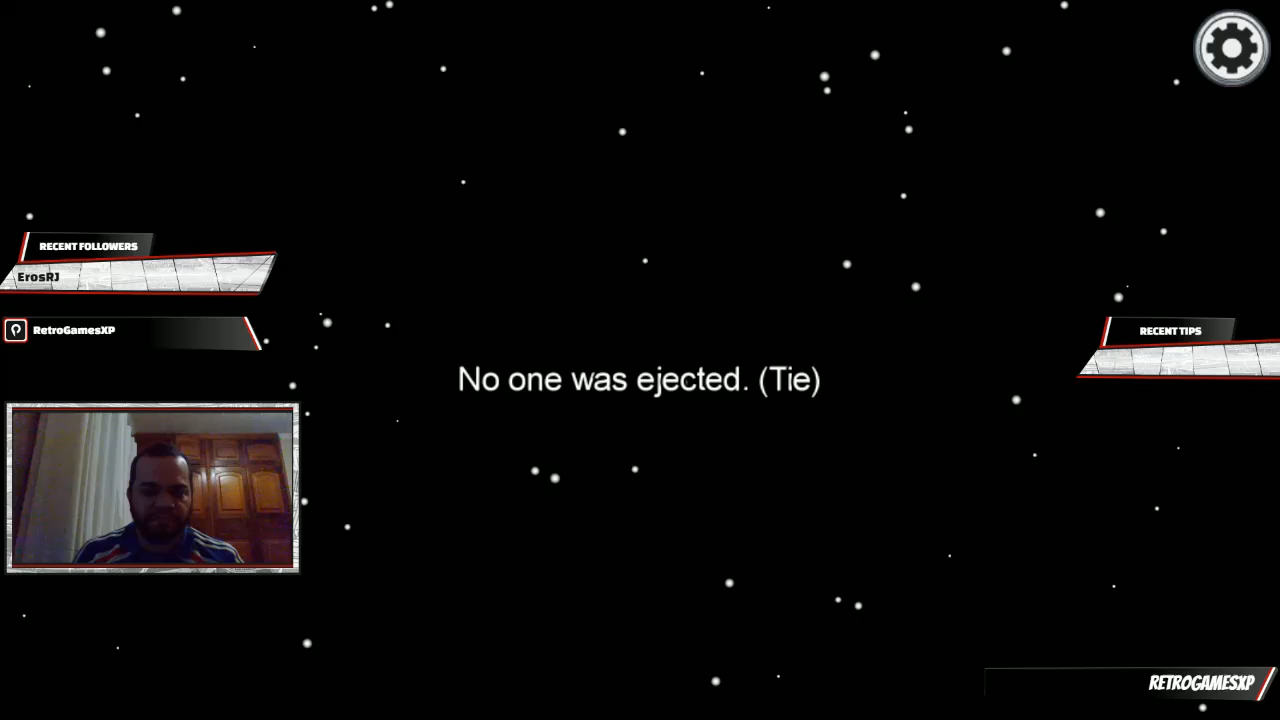 RECENT FOLLOWERS
ErosRJ
RetroGamesXP
RECENT TIPS
No one was ejected. (Tie)
RETROGAMESXP